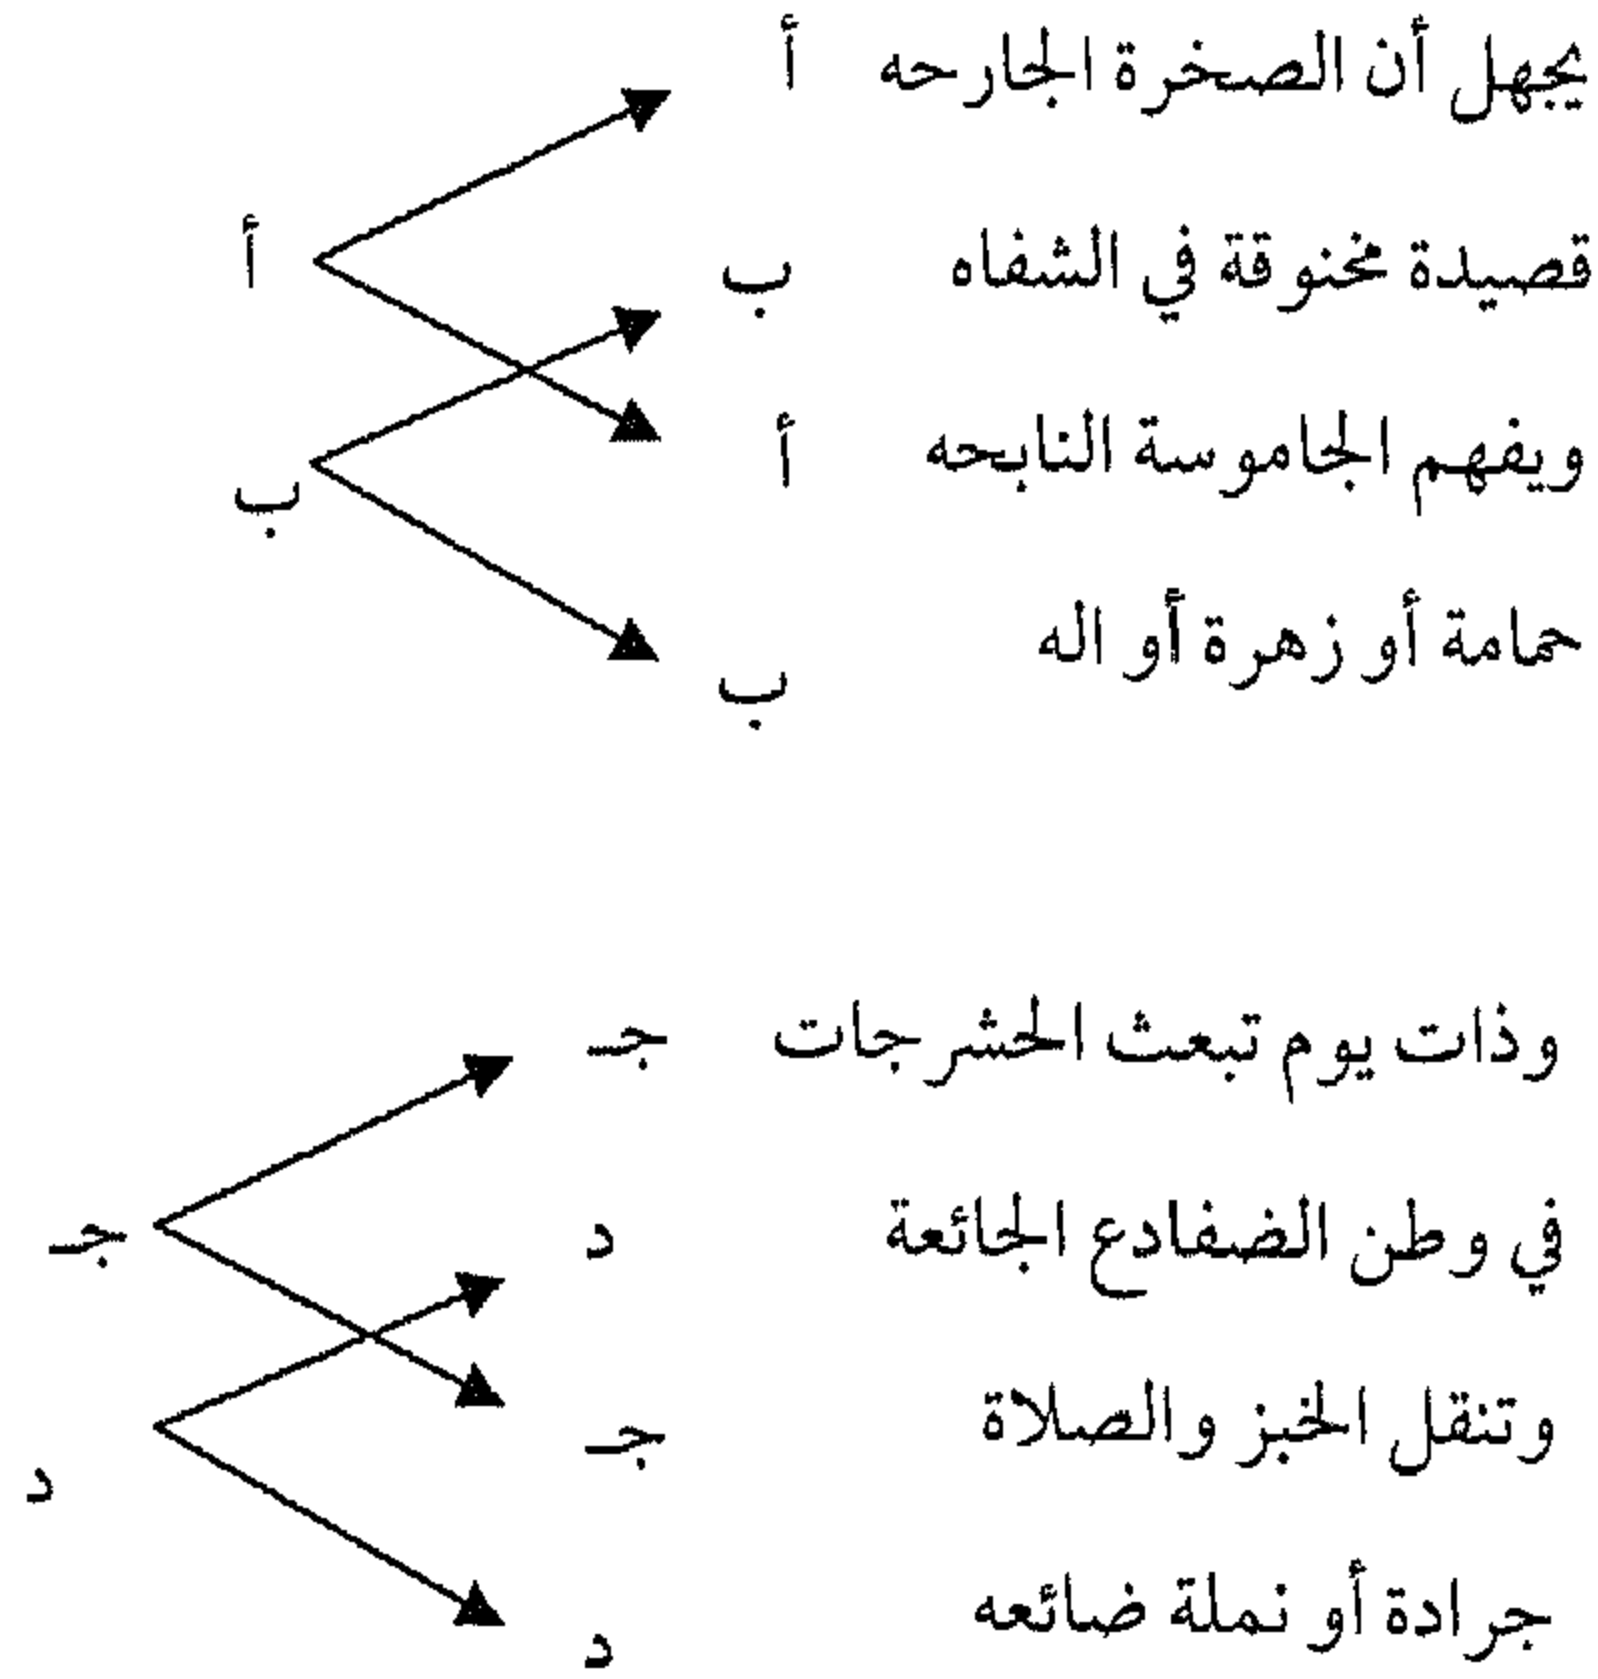 يجهل أن الصخرة الجارحه أ
أ
قصيدة مخنوقة في الشفاه ب
ويفهم الجاموسة النابحه أ
ب
حمامة أو زهرة أو اله ب
وذات يوم تبعث الحشرجات جـ
في وطن الضفادع الجائعة د جـ
وتنقل الخبز والصلاة جـ
د
جرادة أو نملة ضائعه د